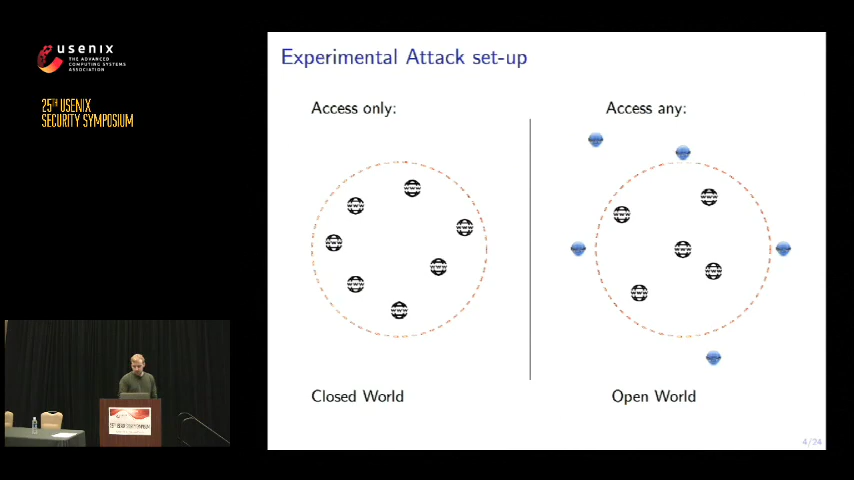 usenix
THE ADVANCED
COMPUTING SYSTEMS
ASSOCIATION
25TH USENIX
SECURITY SYMPOSIUM
Experimental Attack set-up
Access only:
Access any:
Closed World
Open World
4/24